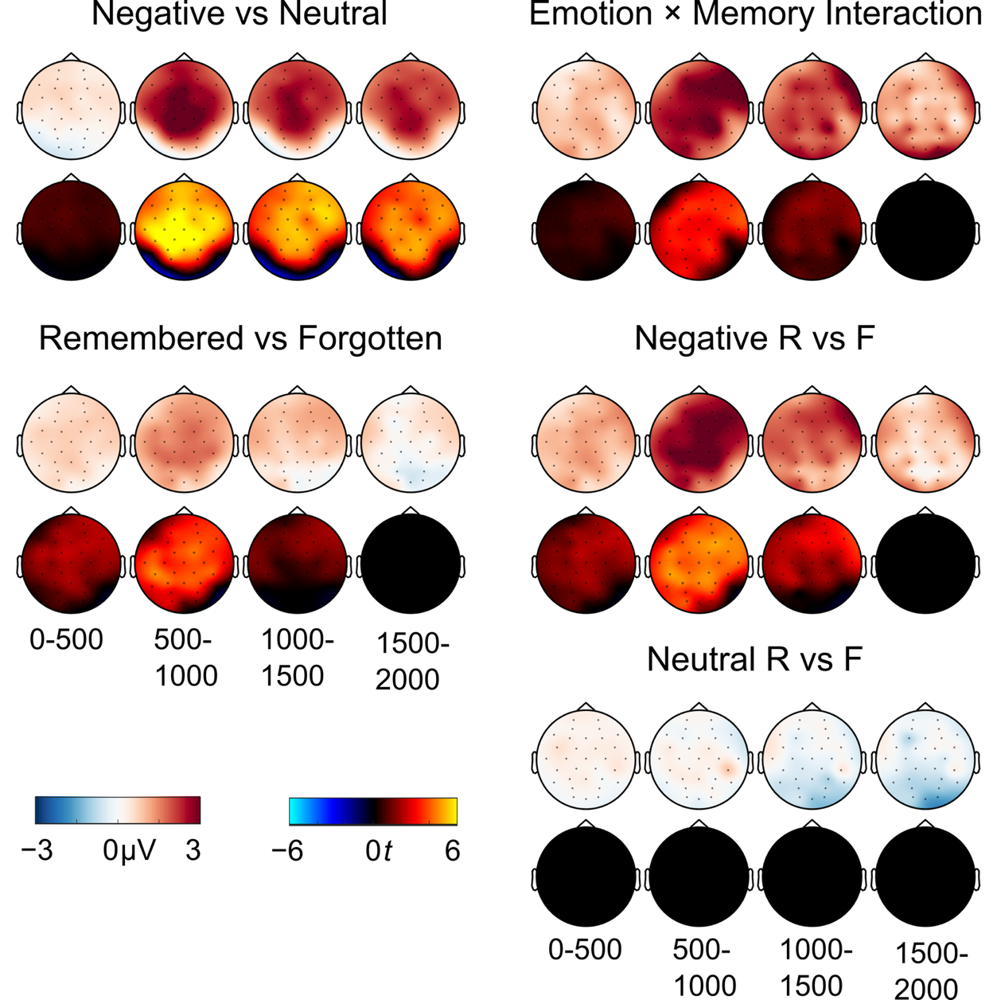 Negative vs Neutral
Emotion × Memory Interaction
Remembered vs Forgotten
Negative R vs F
0-500
500-
1000
1000-
1500
1500-
2000
Neutral R vs F
−3
0µV
3
−6
0t
6
0-500
500-
1000
1000-
1500
1500-
2000